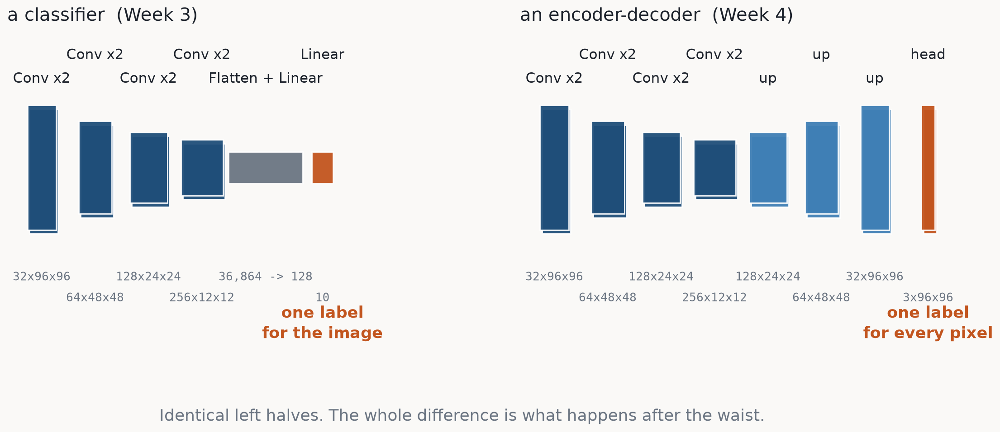 a classifier  (Week 3)
Conv x2 Conv x2 Linear
Conv x2 Conv x2 Flatten + Linear
32x96x96 128x24x24 36,864 -> 128
64x48x48 256x12x12 10
one label
for the image
an encoder-decoder  (Week 4)
Conv x2 Conv x2 up head
Conv x2 Conv x2 up up
32x96x96 128x24x24 128x24x24 32x96x96
64x48x48 256x12x12 64x48x48 3x96x96
one label
for every pixel
Identical left halves. The whole difference is what happens after the waist.